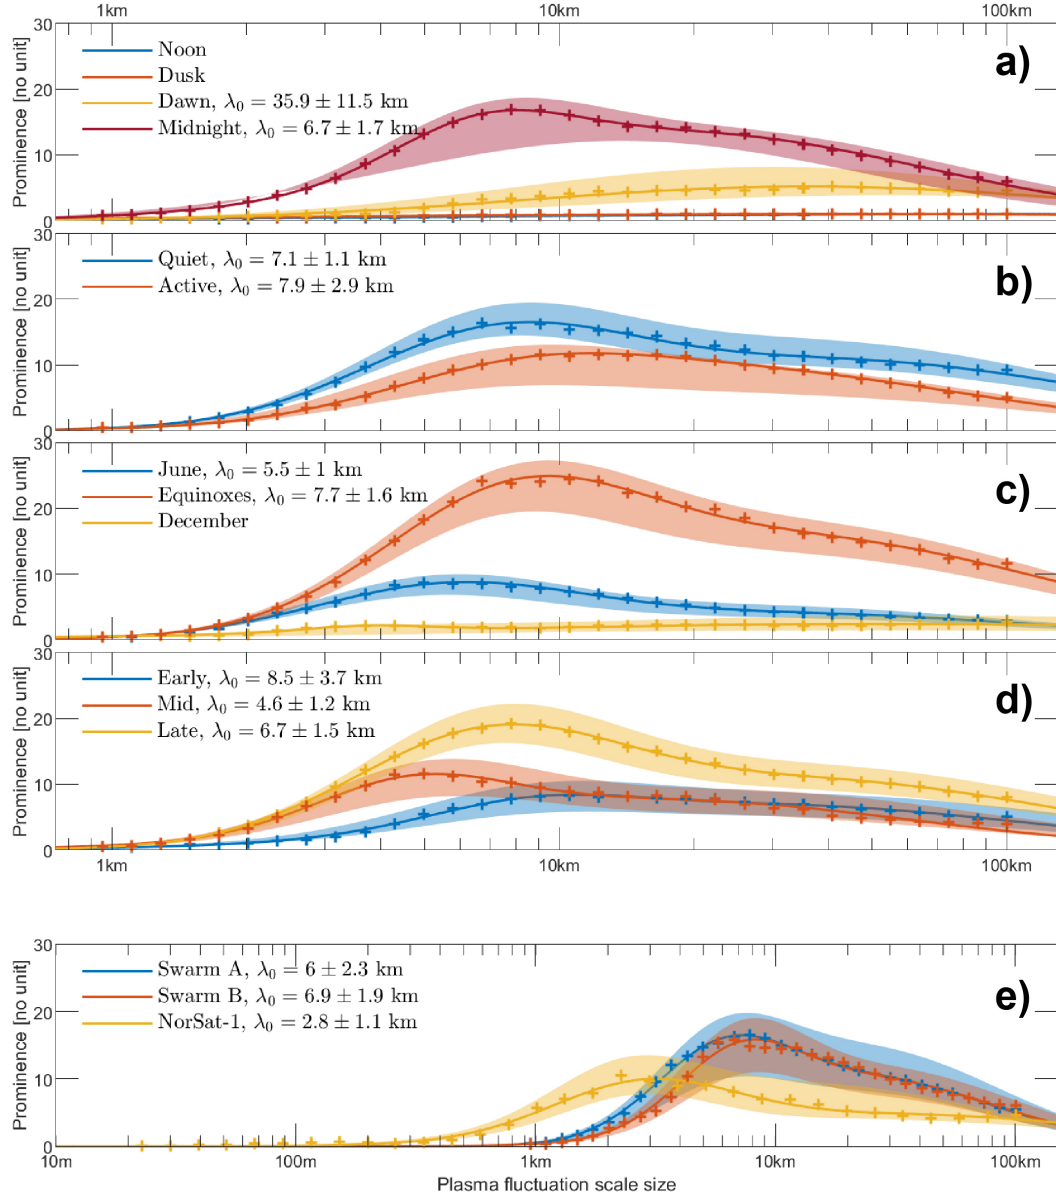 1km 10km 100km
30
20
10
0
Prominence [no unit]
Noon
Dusk
Dawn, λ₀ = 35.9 ± 11.5 km
Midnight, λ₀ = 6.7 ± 1.7 km
a)
30
20
10
0
Prominence [no unit]
Quiet, λ₀ = 7.1 ± 1.1 km
Active, λ₀ = 7.9 ± 2.9 km
b)
30
20
10
0
Prominence [no unit]
June, λ₀ = 5.5 ± 1 km
Equinoxes, λ₀ = 7.7 ± 1.6 km
December
c)
30
20
10
0
Prominence [no unit]
Early, λ₀ = 8.5 ± 3.7 km
Mid, λ₀ = 4.6 ± 1.2 km
Late, λ₀ = 6.7 ± 1.5 km
d)
1km 10km 100km
30
20
10
0
Prominence [no unit]
Swarm A, λ₀ = 6 ± 2.3 km
Swarm B, λ₀ = 6.9 ± 1.9 km
NorSat-1, λ₀ = 2.8 ± 1.1 km
e)
10m 100m 1km 10km 100km
Plasma fluctuation scale size